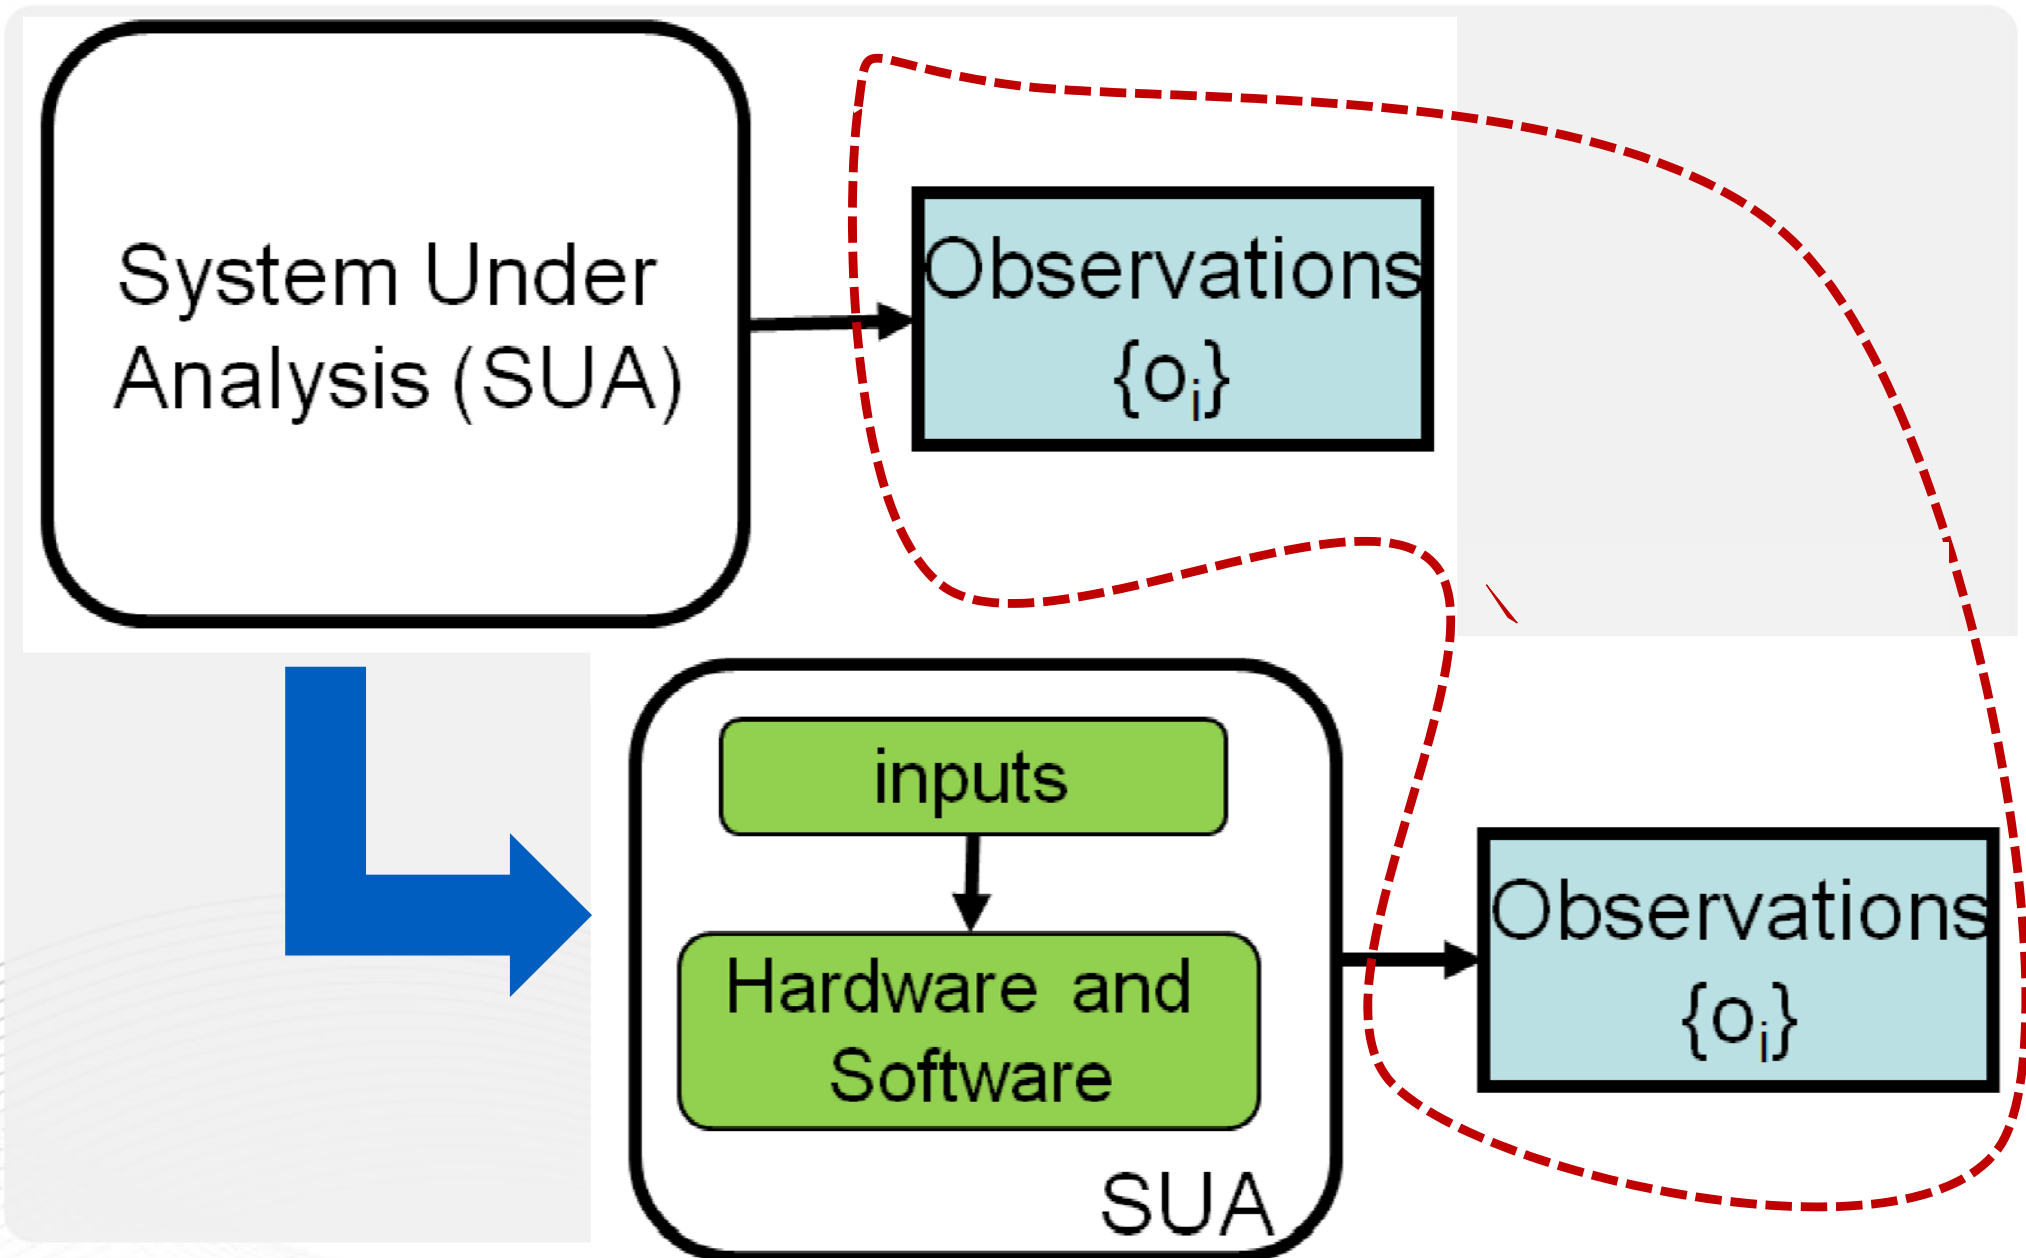 System Under
Analysis (SUA)
Observations
{oᵢ}
inputs
Hardware and
Software
SUA
Observations
{oᵢ}